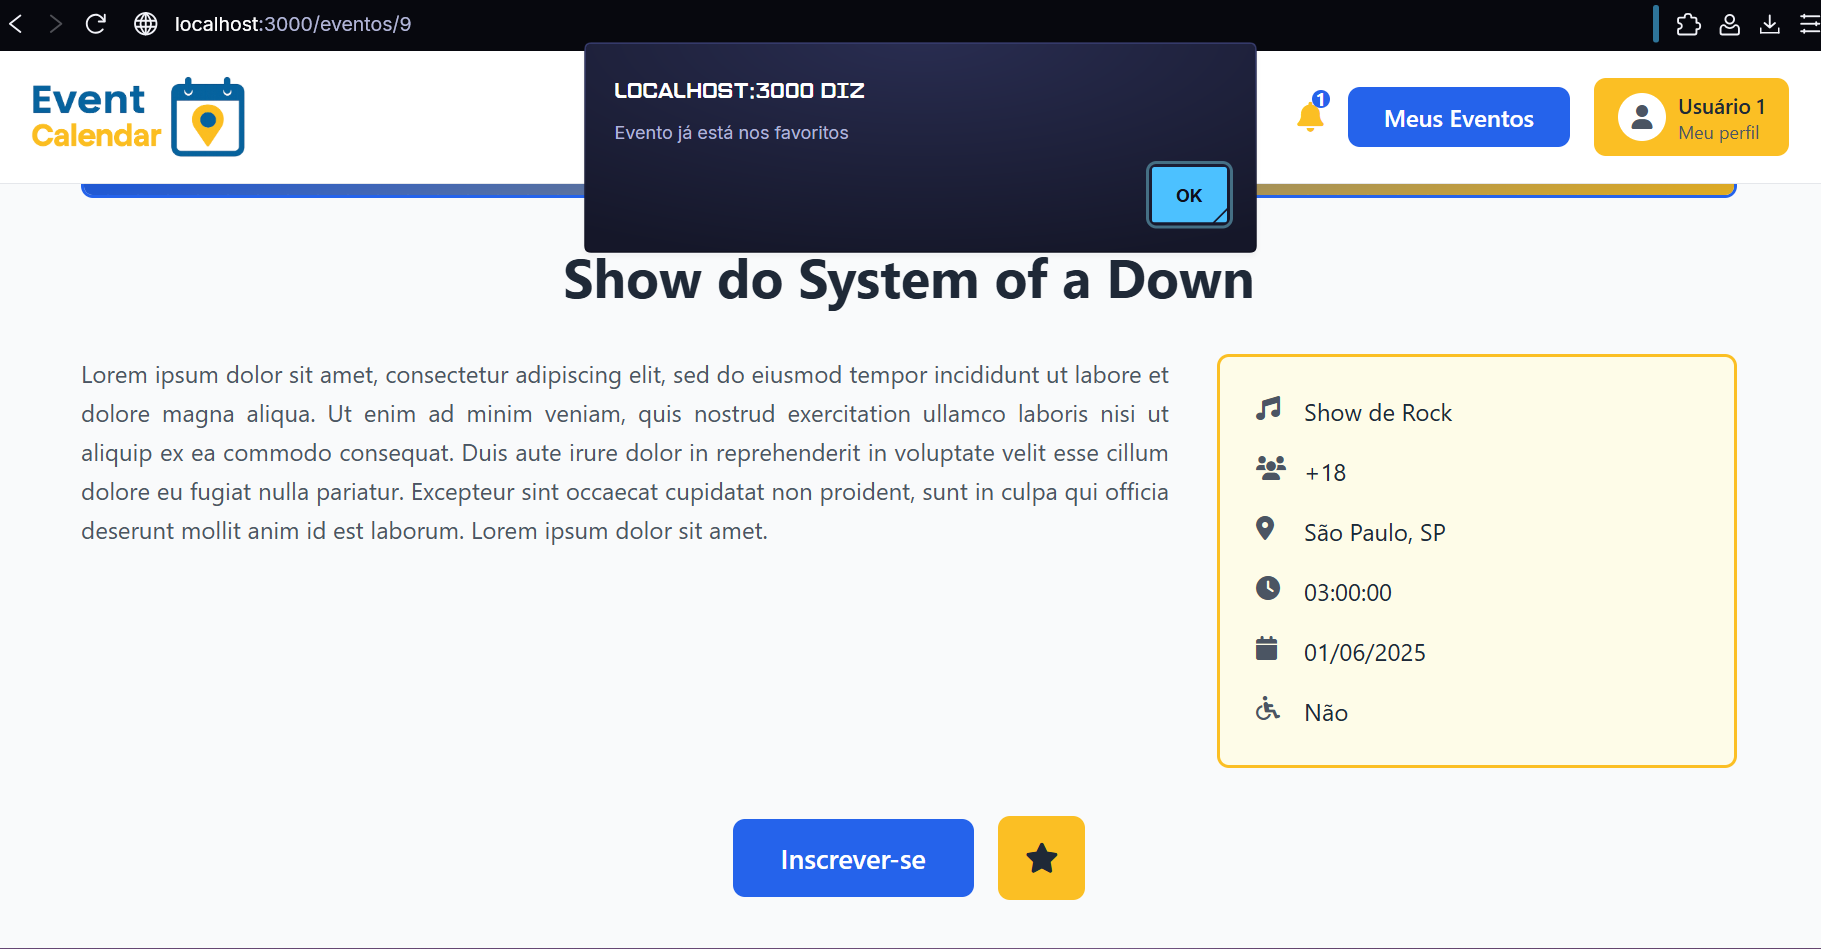 localhost:3000/eventos/9
Event
Calendar
LOCALHOST:3000 DIZ
Evento já está nos favoritos
OK
1
Meus Eventos
Usuário 1
Meu perfil
Show do System of a Down
Lorem ipsum dolor sit amet, consectetur adipiscing elit, sed do eiusmod tempor incididunt ut labore et
dolore magna aliqua. Ut enim ad minim veniam, quis nostrud exercitation ullamco laboris nisi ut
aliquip ex ea commodo consequat. Duis aute irure dolor in reprehenderit in voluptate velit esse cillum
dolore eu fugiat nulla pariatur. Excepteur sint occaecat cupidatat non proident, sunt in culpa qui officia
deserunt mollit anim id est laborum. Lorem ipsum dolor sit amet.
Show de Rock
+18
São Paulo, SP
03:00:00
01/06/2025
Não
Inscrever-se